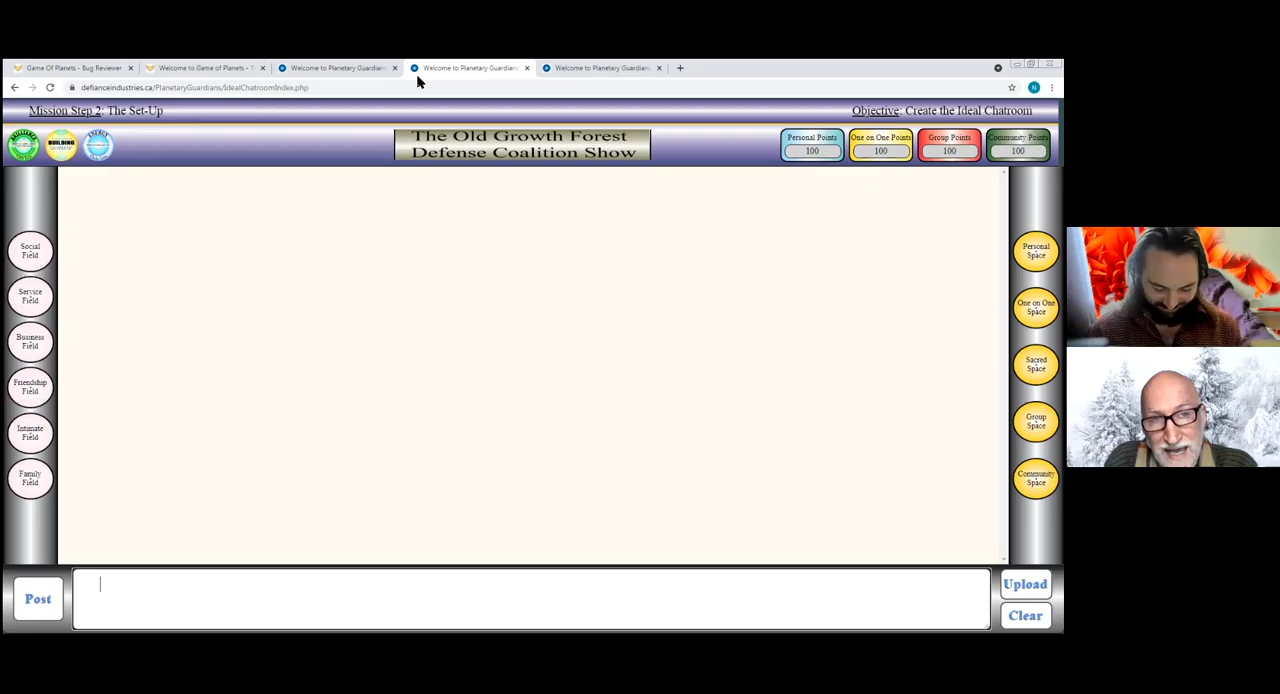 Game Of Planets - Bug Reviewer
Welcome to Game of Planets - T
Welcome to Planetary Guardians
Welcome to Planetary Guardians
Welcome to Planetary Guardians
defianceindustries.ca/PlanetaryGuardians/IdealChatroomIndex.php
N
Mission Step 2: The Set-Up
Objective: Create the Ideal Chatroom
BRILLIANCE
BUILDING
ENERGY
The Old Growth Forest
Defense Coalition Show
Personal Points
100
One on One Points
100
Group Points
100
Community Points
100
Social
Field
Service
Field
Business
Field
Friendship
Field
Intimate
Field
Family
Field
Personal
Space
One on One
Space
Sacred
Space
Group
Space
Community
Space
Post
Upload
Clear